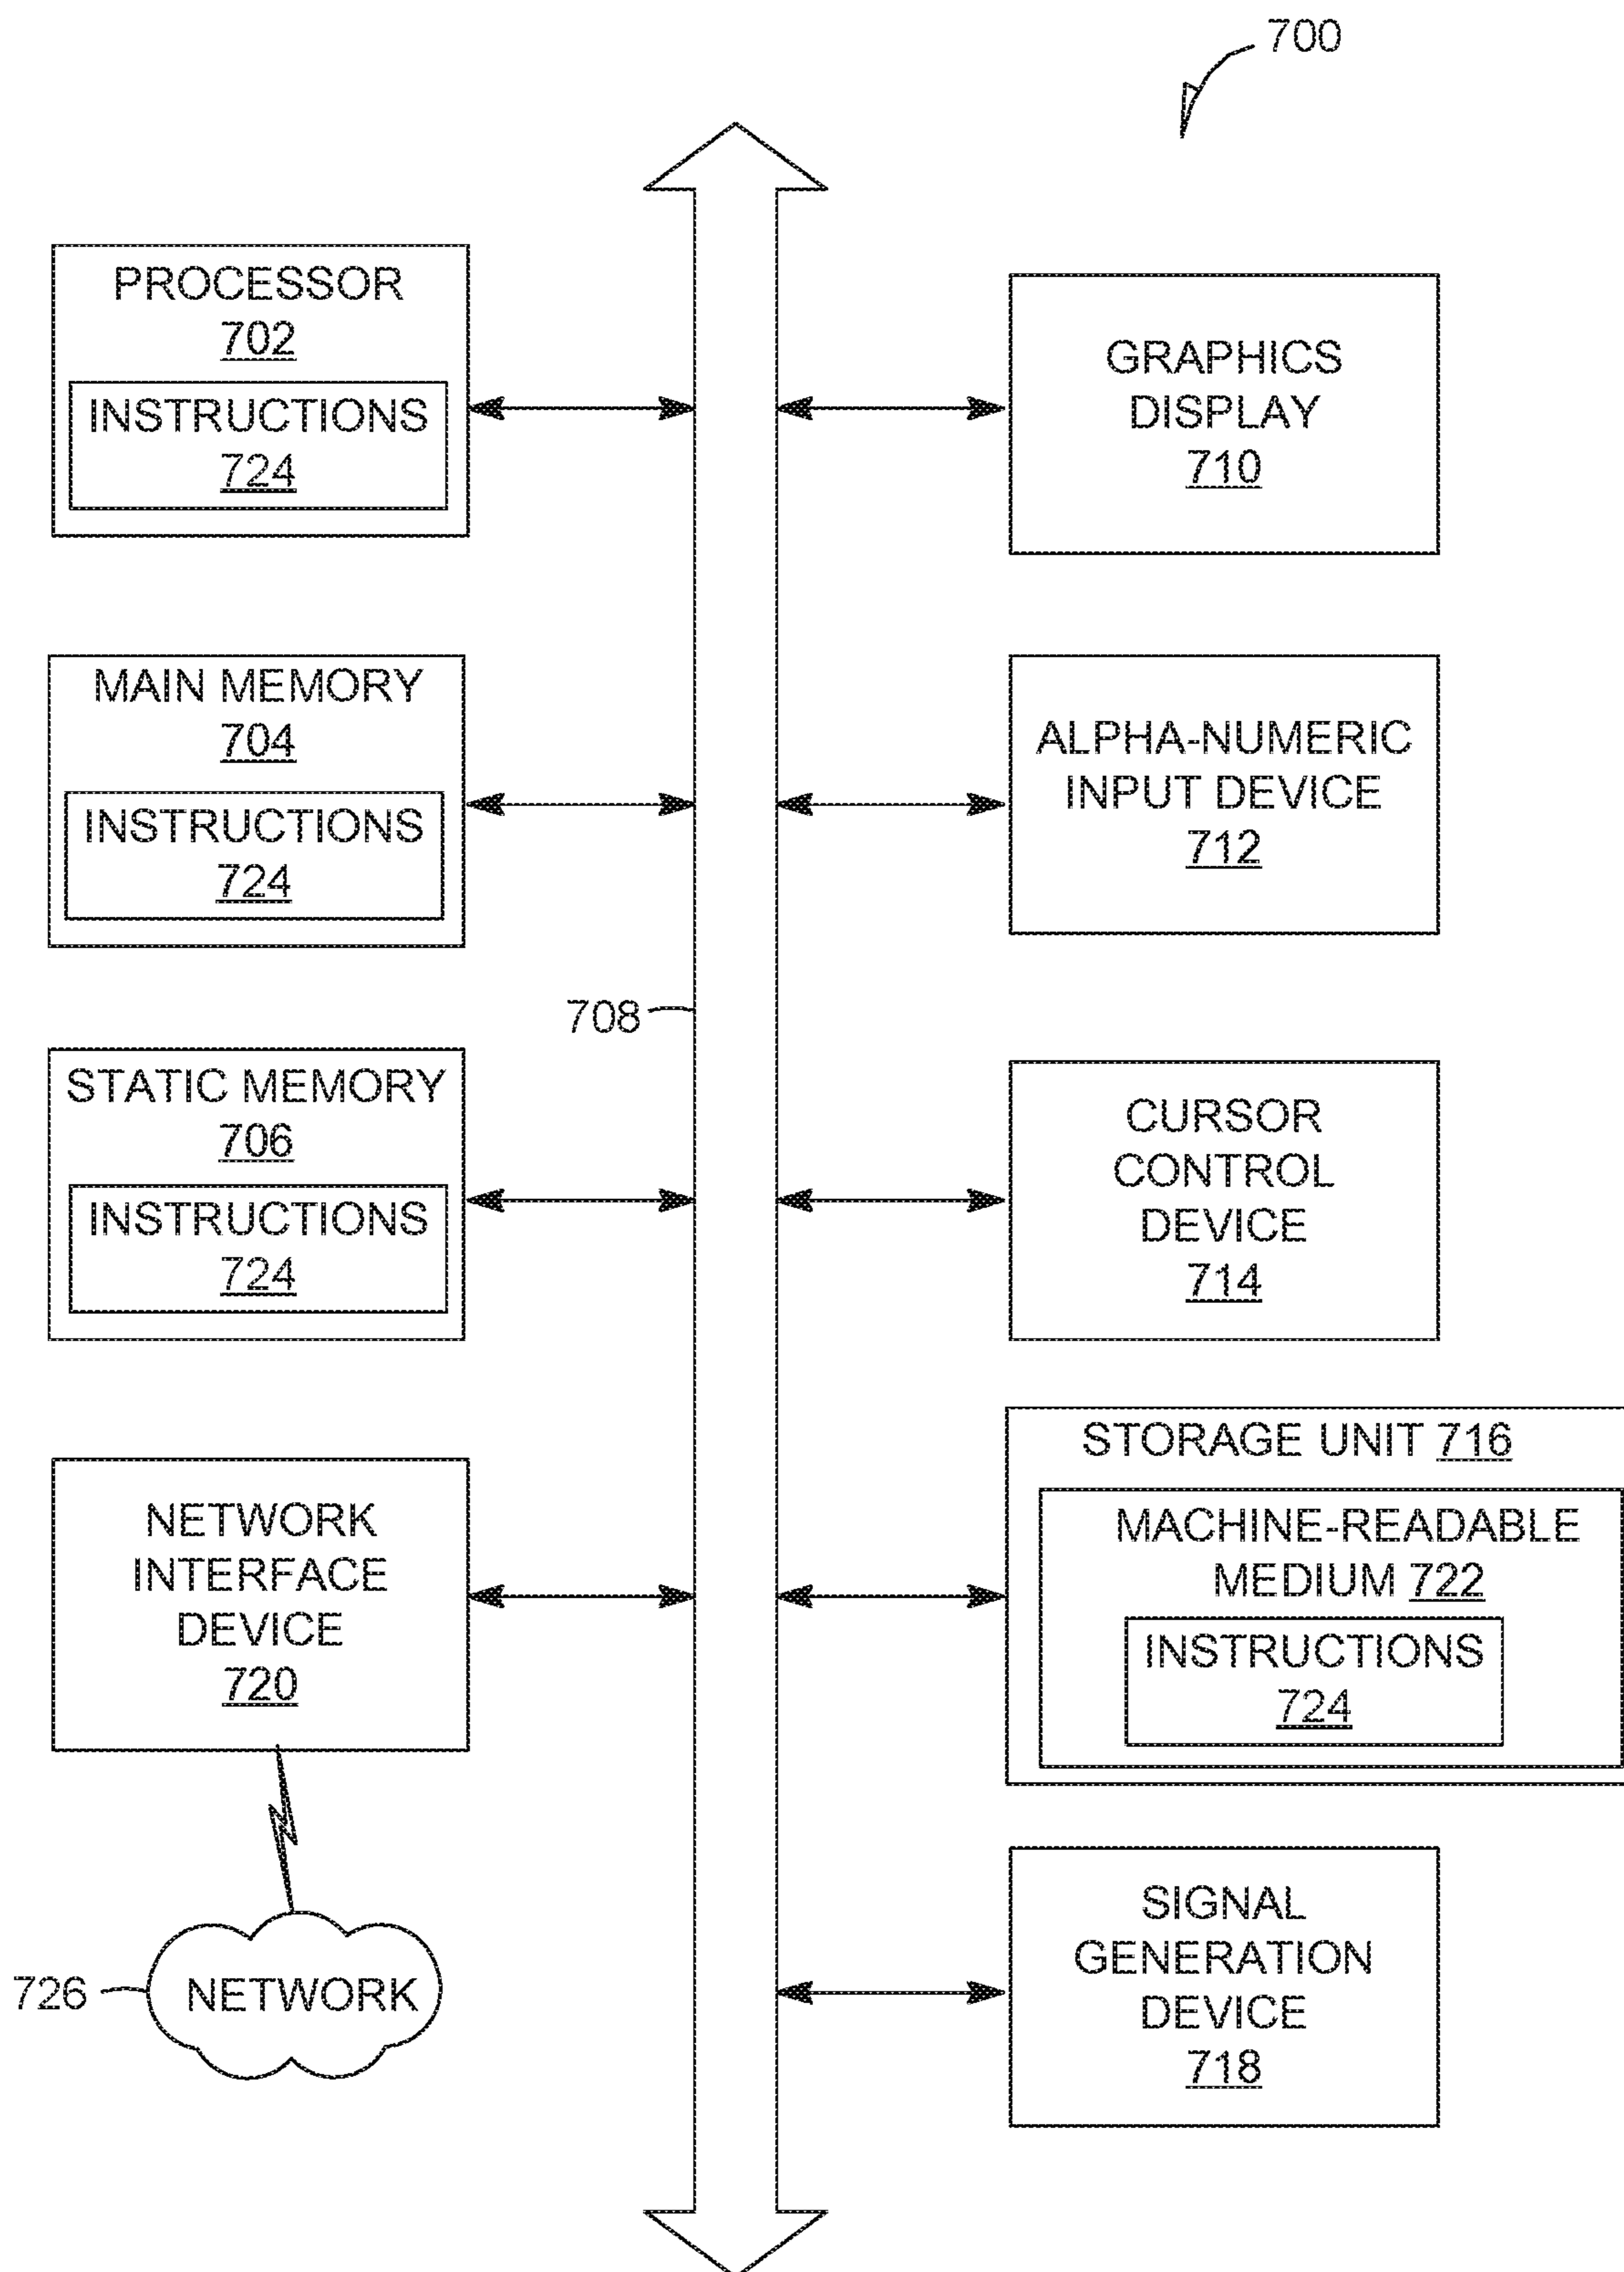 700
PROCESSOR
702
INSTRUCTIONS
724
GRAPHICS
DISPLAY
710
MAIN MEMORY
704
INSTRUCTIONS
724
ALPHA-NUMERIC
INPUT DEVICE
712
708
STATIC MEMORY
706
INSTRUCTIONS
724
CURSOR
CONTROL
DEVICE
714
NETWORK
INTERFACE
DEVICE
720
STORAGE UNIT 716
MACHINE-READABLE
MEDIUM 722
INSTRUCTIONS
724
726
NETWORK
SIGNAL
GENERATION
DEVICE
718